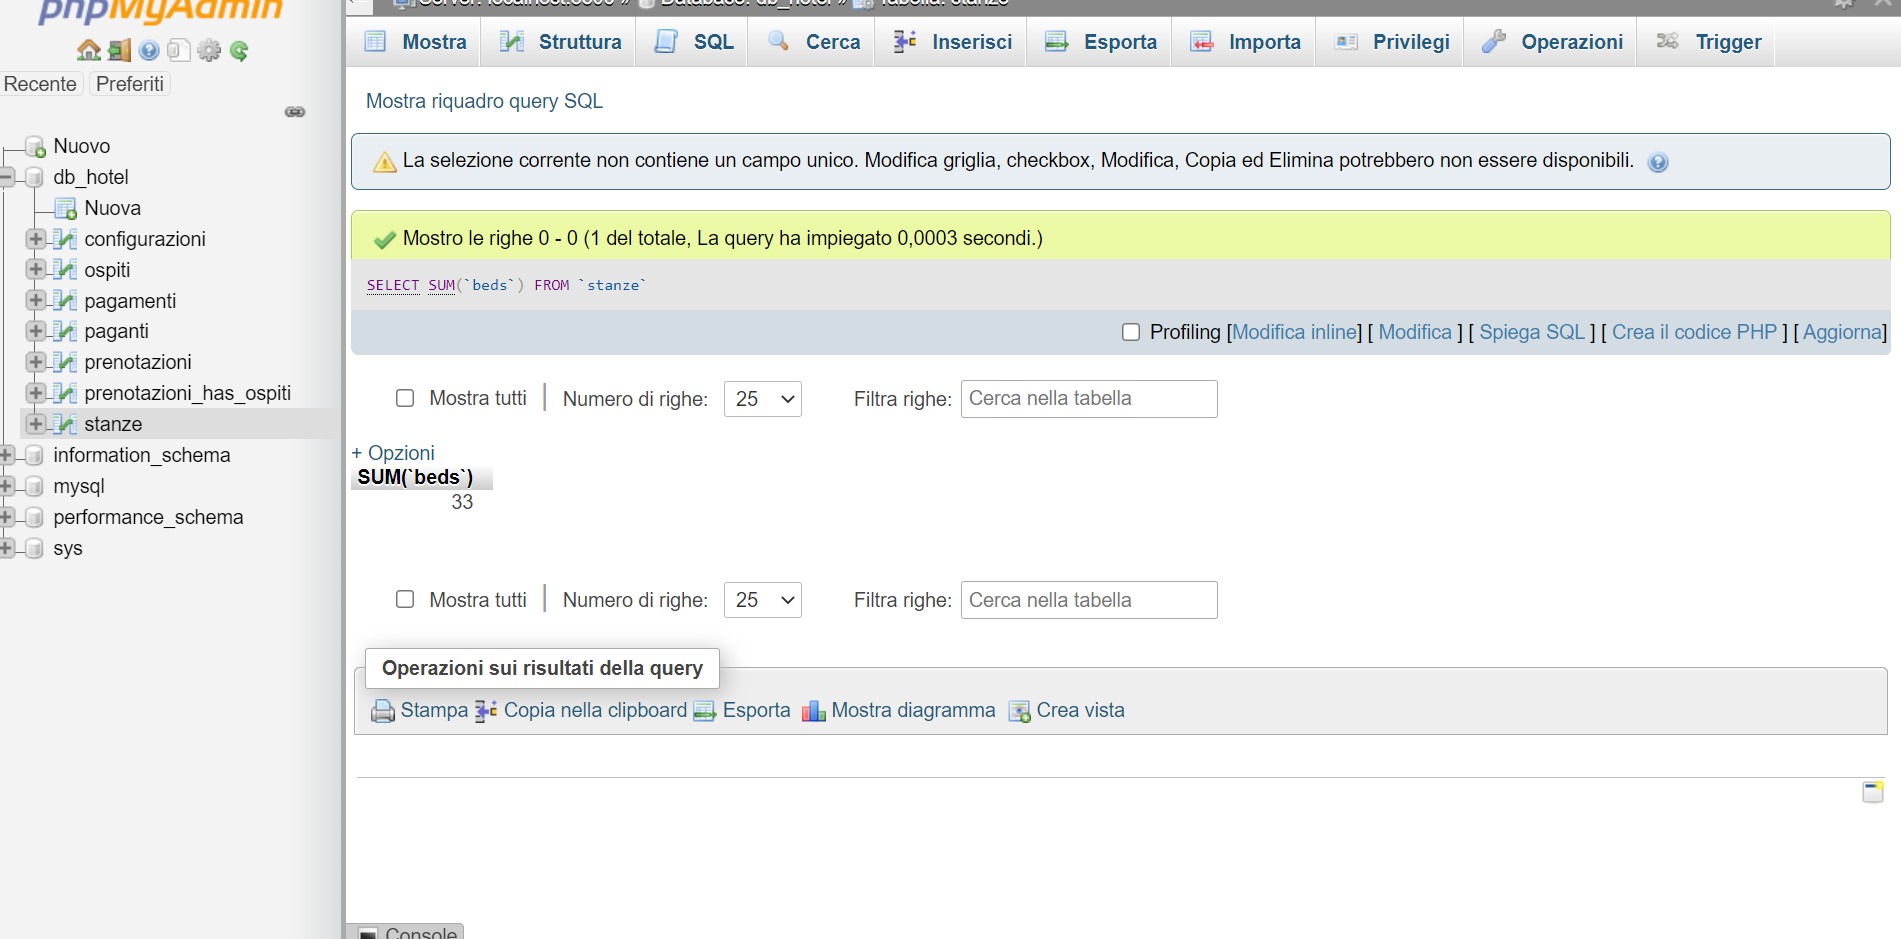 phpMyAdmin
Recente Preferiti
Nuovo
db_hotel
Nuova
configurazioni
ospiti
pagamenti
paganti
prenotazioni
prenotazioni_has_ospiti
stanze
information_schema
mysql
performance_schema
sys
Server: localhost:3306 » Database: db_hotel » Tabella: stanze
Mostra Struttura SQL Cerca Inserisci Esporta Importa Privilegi Operazioni Trigger
Mostra riquadro query SQL
La selezione corrente non contiene un campo unico. Modifica griglia, checkbox, Modifica, Copia ed Elimina potrebbero non essere disponibili.
Mostro le righe 0 - 0 (1 del totale, La query ha impiegato 0,0003 secondi.)
SELECT SUM(`beds`) FROM `stanze`
Profiling [Modifica inline] [ Modifica ] [ Spiega SQL ] [ Crea il codice PHP ] [ Aggiorna]
Mostra tutti | Numero di righe: 25 Filtra righe: Cerca nella tabella
+ Opzioni
SUM(`beds`)
33
Mostra tutti | Numero di righe: 25 Filtra righe: Cerca nella tabella
Operazioni sui risultati della query
Stampa Copia nella clipboard Esporta Mostra diagramma Crea vista
Console